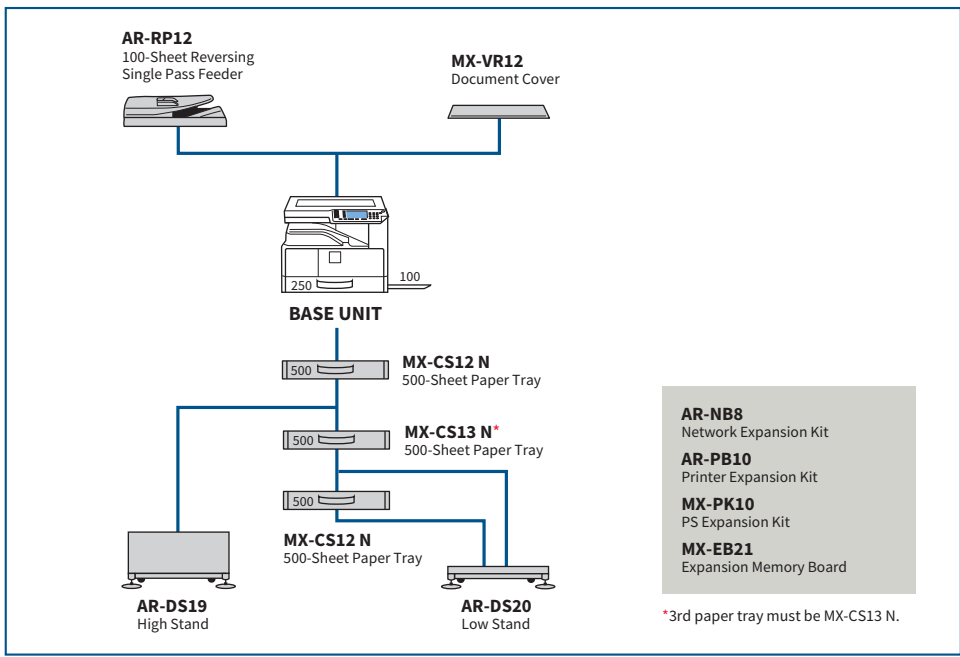 AR-RP12
100-Sheet Reversing
Single Pass Feeder
MX-VR12
Document Cover
250
100
BASE UNIT
500
MX-CS12 N
500-Sheet Paper Tray
500
MX-CS13 N*
500-Sheet Paper Tray
500
MX-CS12 N
500-Sheet Paper Tray
AR-DS19
High Stand
AR-DS20
Low Stand
AR-NB8
Network Expansion Kit
AR-PB10
Printer Expansion Kit
MX-PK10
PS Expansion Kit
MX-EB21
Expansion Memory Board
*3rd paper tray must be MX-CS13 N.